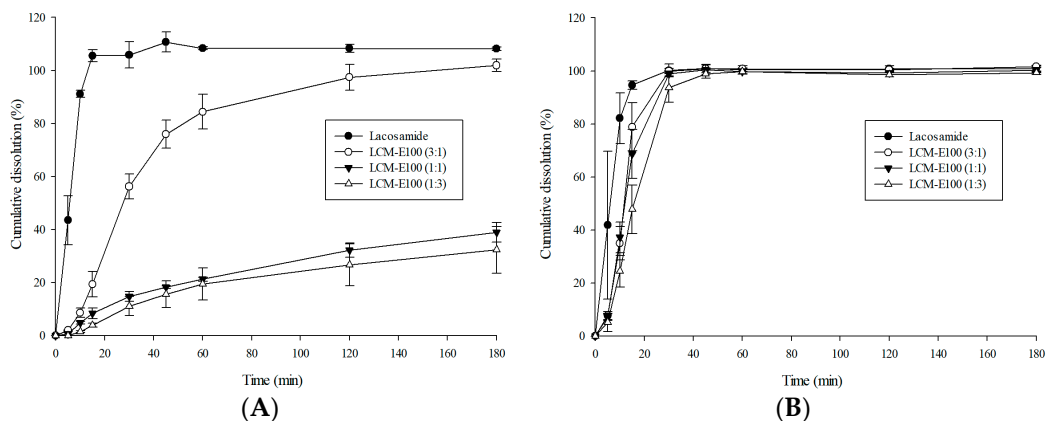 120
100
80
60
40
20
0
Cumulative dissolution (%)
Lacosamide
LCM-E100 (3:1)
LCM-E100 (1:1)
LCM-E100 (1:3)
0 20 40 60 80 100 120 140 160 180
Time (min)
(A)
120
100
80
60
40
20
0
Cumulative dissolution (%)
Lacosamide
LCM-E100 (3:1)
LCM-E100 (1:1)
LCM-E100 (1:3)
0 20 40 60 80 100 120 140 160 180
Time (min)
(B)